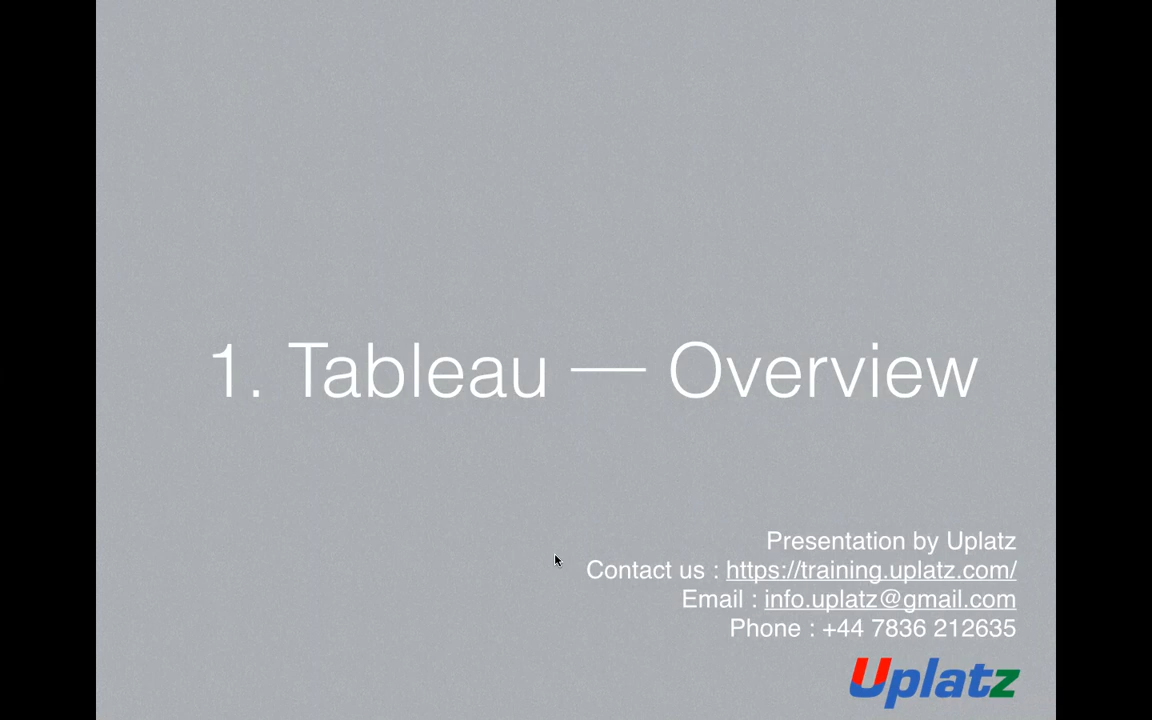 1. Tableau — Overview
Presentation by Uplatz
Contact us : https://training.uplatz.com/
Email : info.uplatz@gmail.com
Phone : +44 7836 212635
Uplatz